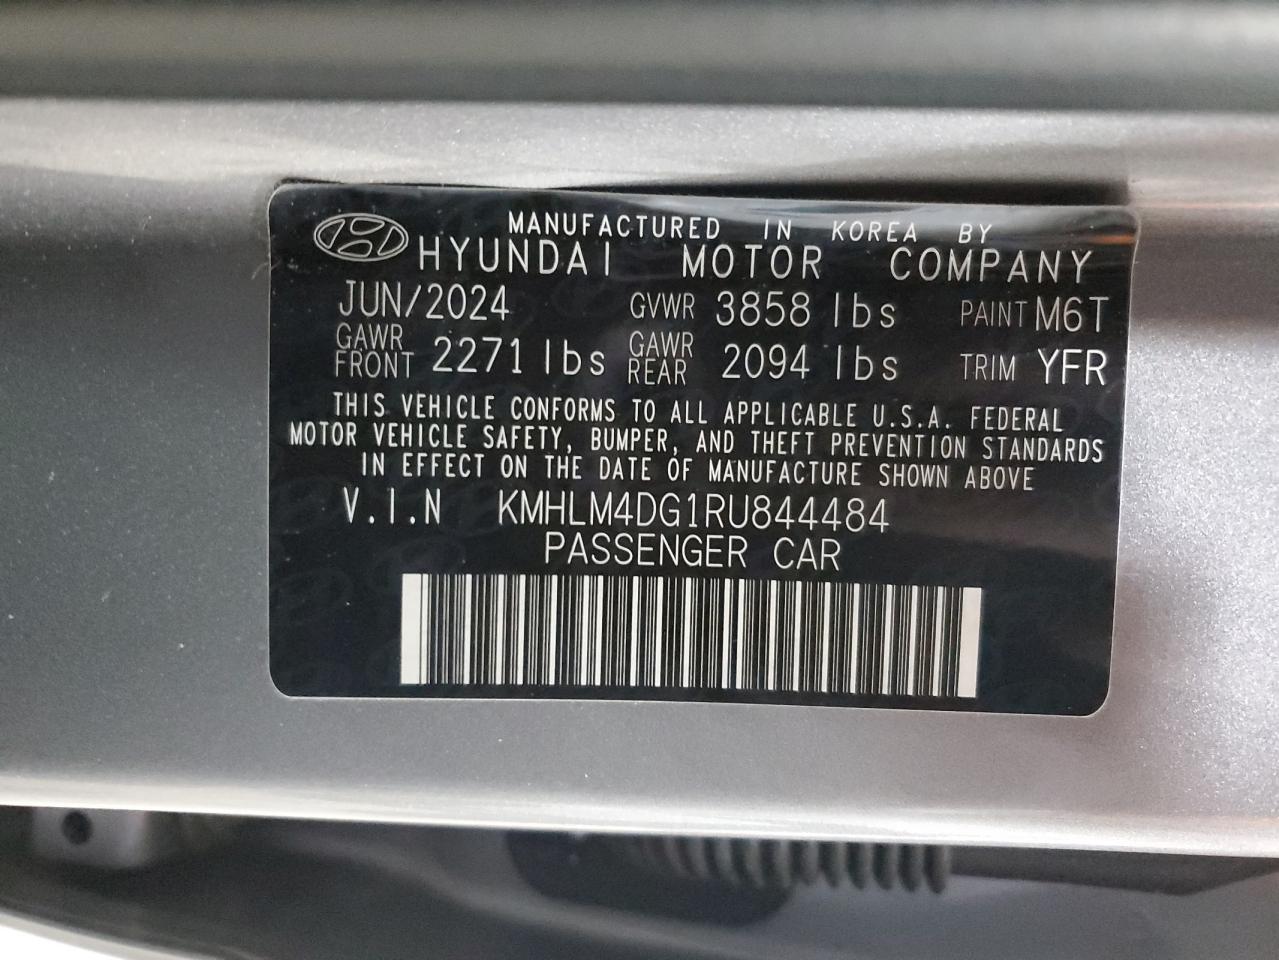 MANUFACTURED IN KOREA BY
HYUNDAI MOTOR COMPANY
JUN/2024 GVWR 3858 lbs PAINT M6T
GAWR FRONT 2271 lbs GAWR REAR 2094 lbs TRIM YFR
THIS VEHICLE CONFORMS TO ALL APPLICABLE U.S.A. FEDERAL
MOTOR VEHICLE SAFETY, BUMPER, AND THEFT PREVENTION STANDARDS
IN EFFECT ON THE DATE OF MANUFACTURE SHOWN ABOVE
V.I.N KMHLM4DG1RU844484
PASSENGER CAR